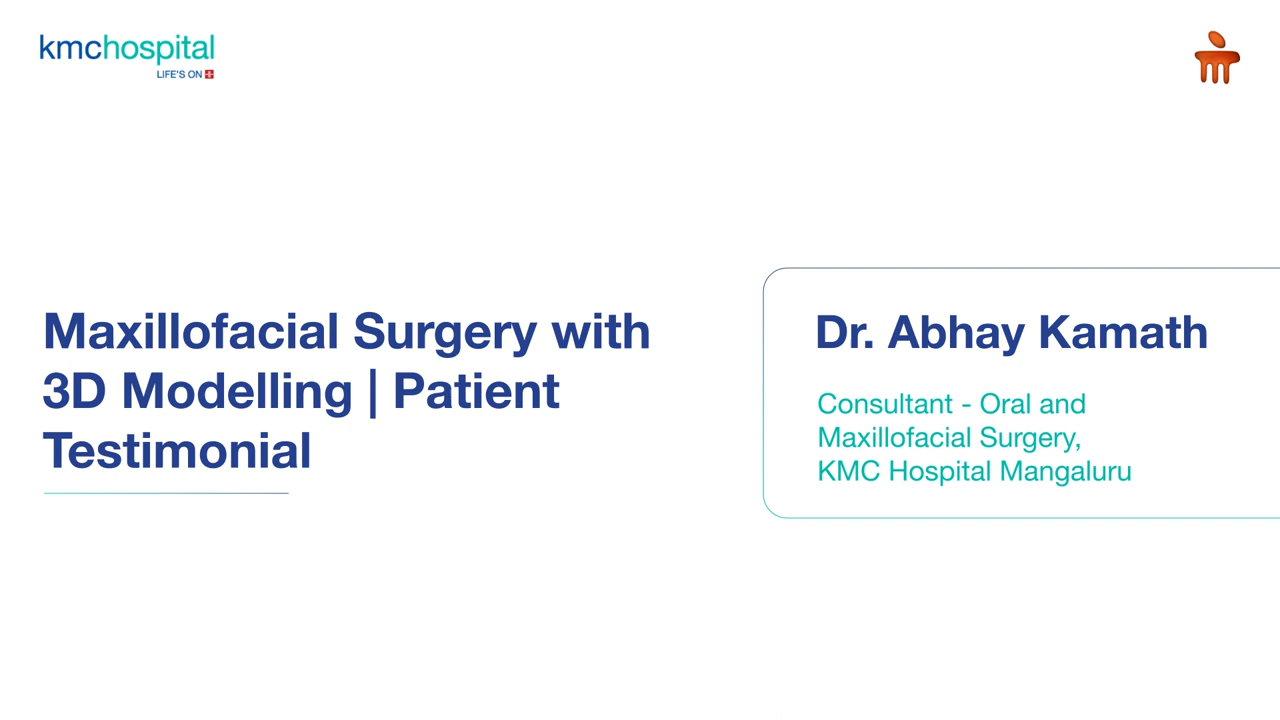 kmchospital
LIFE'S ON
Maxillofacial Surgery with
3D Modelling | Patient
Testimonial
Dr. Abhay Kamath
Consultant - Oral and
Maxillofacial Surgery,
KMC Hospital Mangaluru